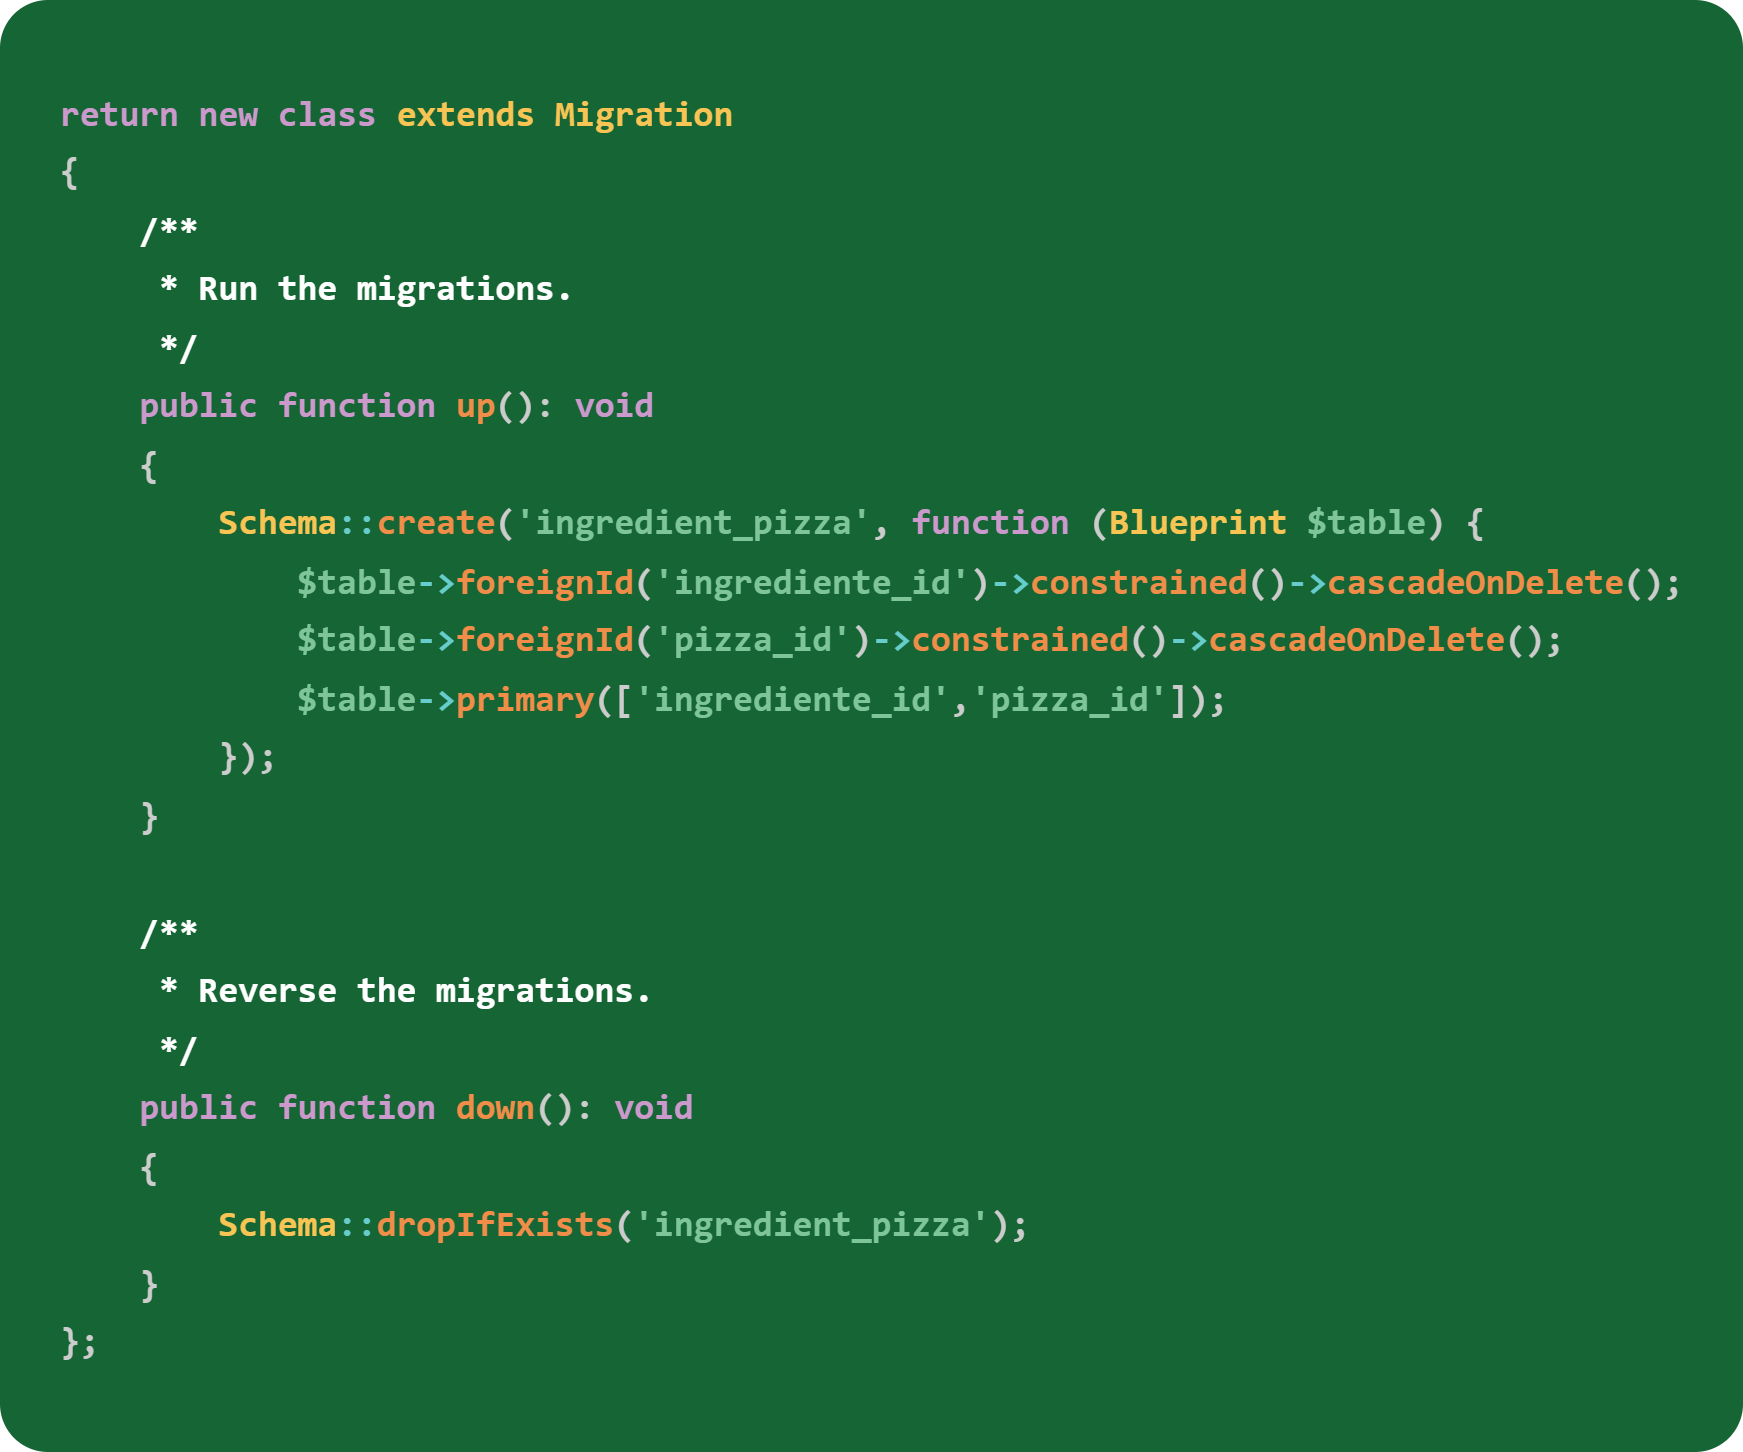 return new class extends Migration
{
    /**
     * Run the migrations.
     */
    public function up(): void
    {
        Schema::create('ingredient_pizza', function (Blueprint $table) {
            $table->foreignId('ingrediente_id')->constrained()->cascadeOnDelete();
            $table->foreignId('pizza_id')->constrained()->cascadeOnDelete();
            $table->primary(['ingrediente_id','pizza_id']);
        });
    }

    /**
     * Reverse the migrations.
     */
    public function down(): void
    {
        Schema::dropIfExists('ingredient_pizza');
    }
};